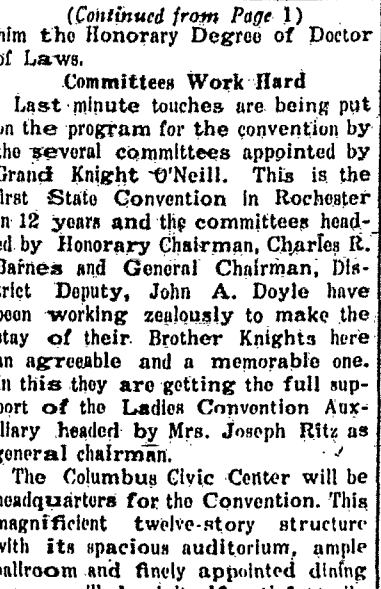 (Continued from Page 1)
him the Honorary Degree of Doctor
of Laws.
Committees Work Hard
Last minute touches are being put
on the program for the convention by
the several committees appointed by
Grand Knight O'Neill. This is the
first State Convention in Rochester
in 12 years and the committees head-
ed by Honorary Chairman, Charles R.
Barnes and General Chairman, Dis-
trict Deputy, John A. Doyle have
been working zealously to make the
stay of their Brother Knights here
an agreeable and a memorable one.
In this they are getting the full sup-
port of the Ladies Convention Aux-
iliary headed by Mrs. Joseph Ritz as
general chairman.
The Columbus Civic Center will be
headquarters for the Convention. This
magnificient twelve-story structure
with its spacious auditorium, ample
ballroom and finely appointed dining